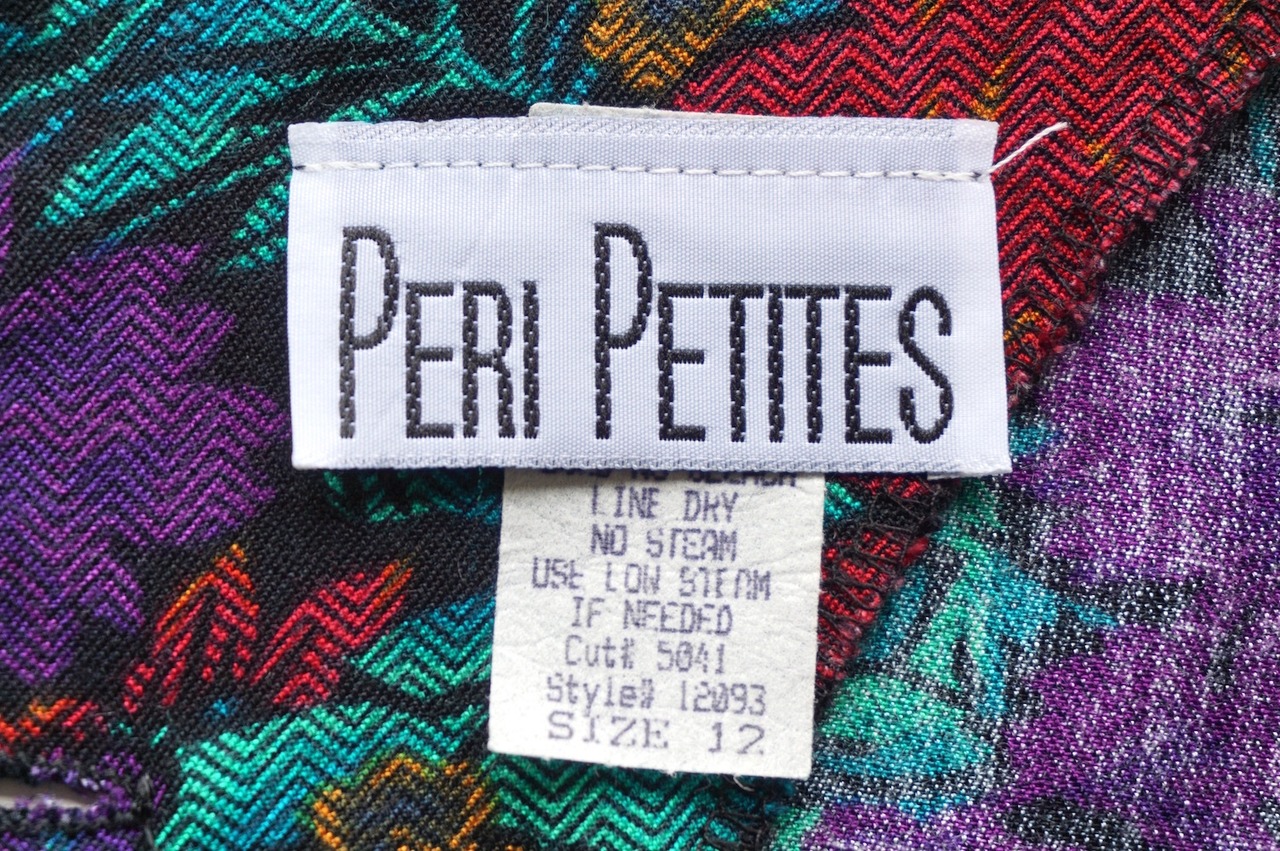 PERI PETITES
LINE DRY
NO STEAM
USE LOW STEAM
IF NEEDED
Cut# 5041
Style# 12093
SIZE 12